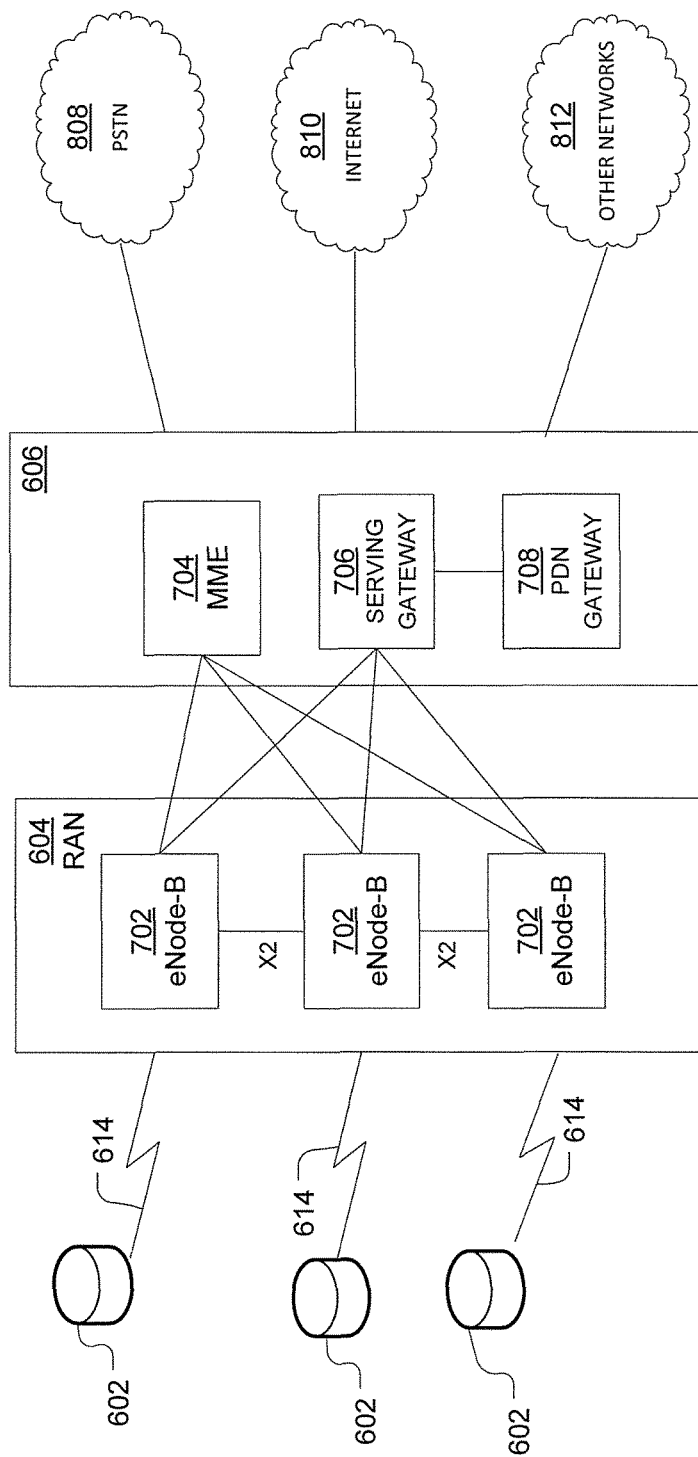 602
614
602
614
602
614
604
RAN
702
eNode-B
X2
702
eNode-B
X2
702
eNode-B
606
704
MME
706
SERVING
GATEWAY
708
PDN
GATEWAY
808
PSTN
810
INTERNET
812
OTHER NETWORKS